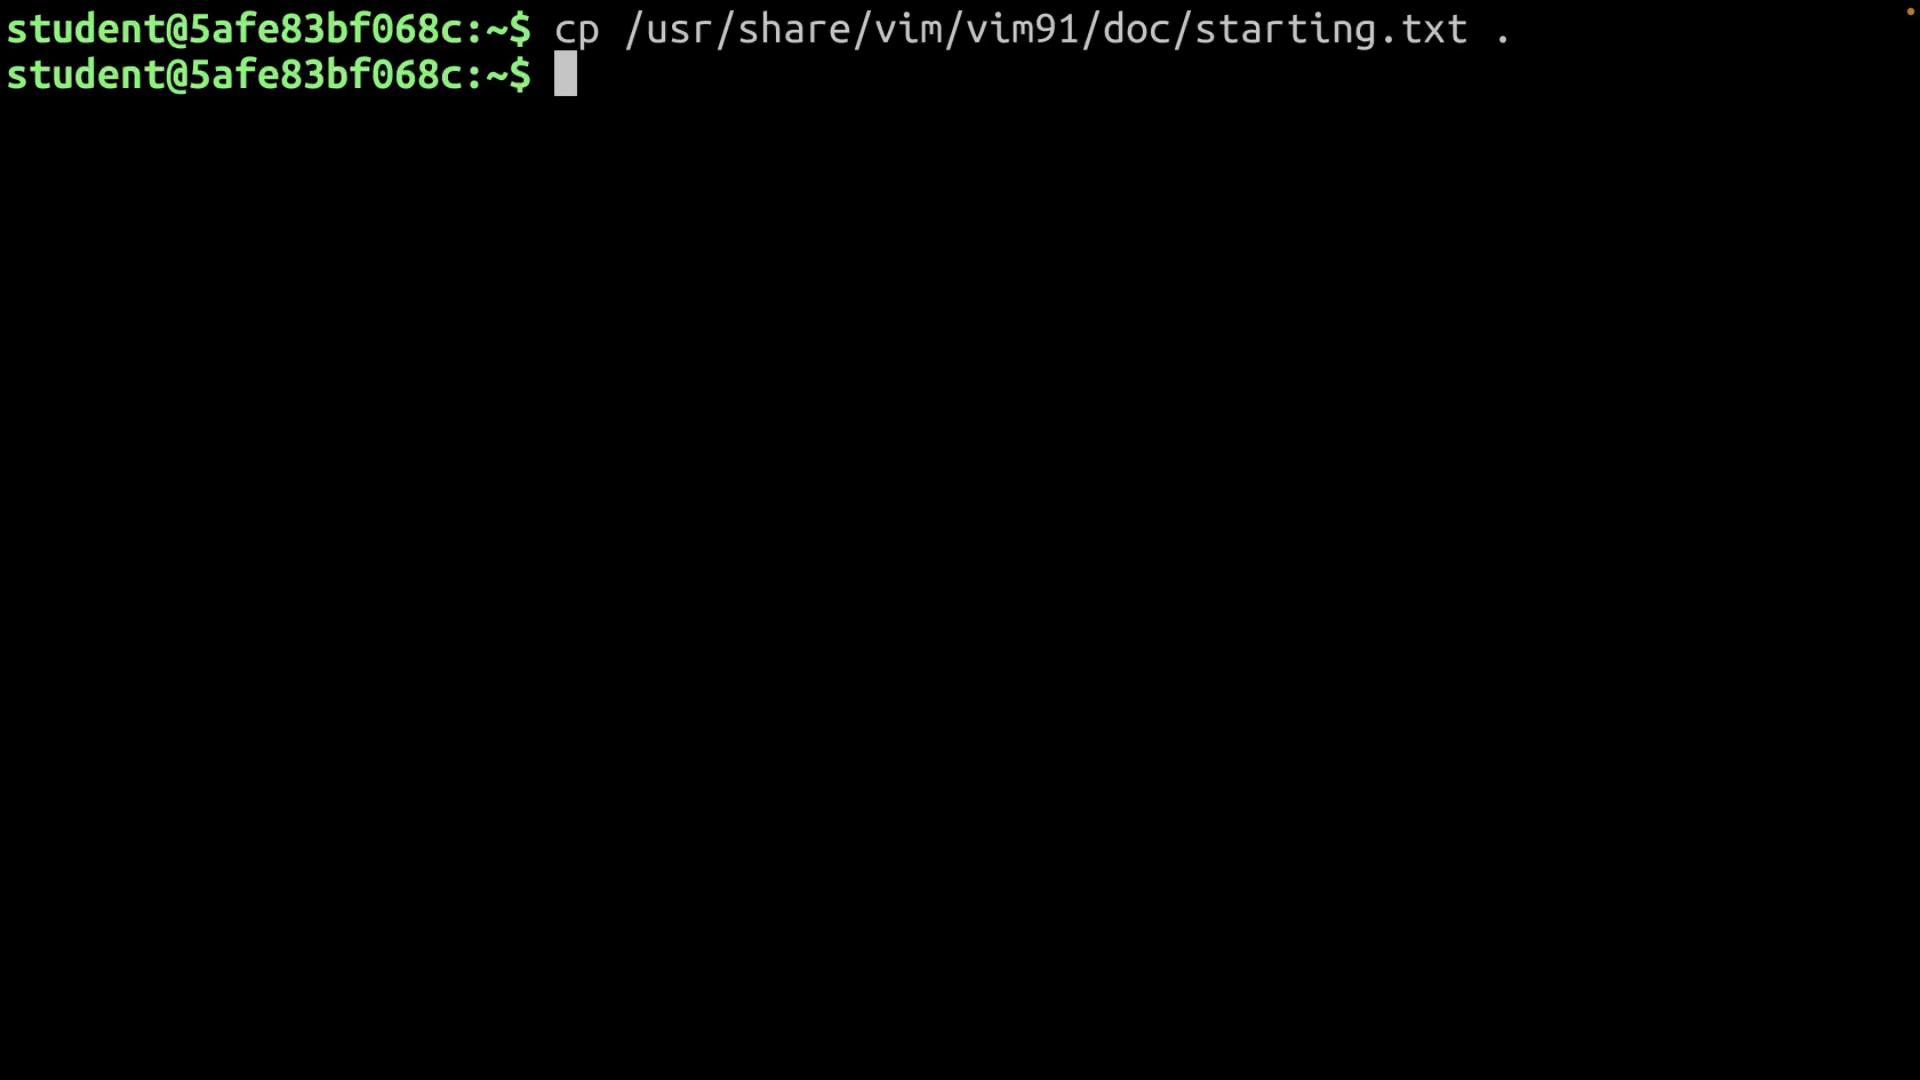 student@5afe83bf068c:~$ cp /usr/share/vim/vim91/doc/starting.txt .
student@5afe83bf068c:~$